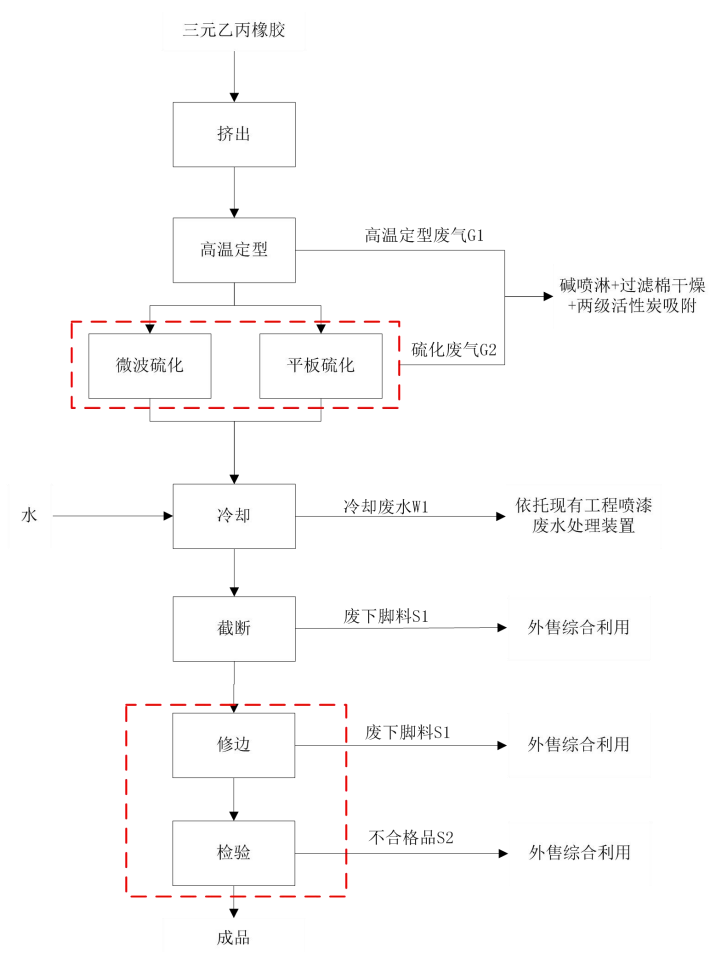 三元乙丙橡胶
挤出
高温定型
高温定型废气G1
碱喷淋+过滤棉干燥
+两级活性炭吸附
微波硫化
平板硫化
硫化废气G2
水
冷却
冷却废水W1
依托现有工程喷漆
废水处理装置
截断
废下脚料S1
外售综合利用
修边
废下脚料S1
外售综合利用
检验
不合格品S2
外售综合利用
成品